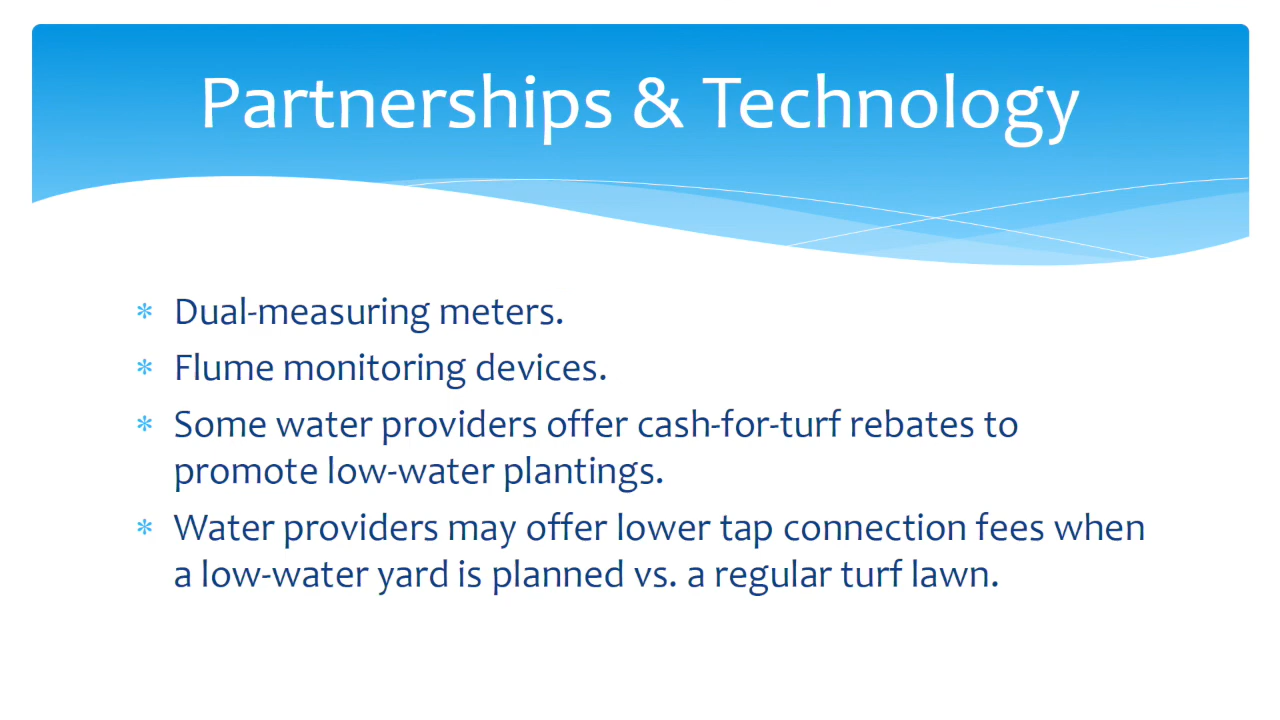 Partnerships & Technology
* Dual-measuring meters.
* Flume monitoring devices.
* Some water providers offer cash-for-turf rebates to
promote low-water plantings.
* Water providers may offer lower tap connection fees when
a low-water yard is planned vs. a regular turf lawn.